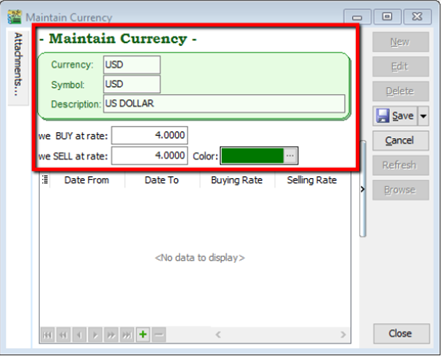 Maintain Currency
Attachments...
- Maintain Currency -
Currency: USD
Symbol: USD
Description: US DOLLAR
we BUY at rate: 4.0000
we SELL at rate: 4.0000 Color: ...
Date From Date To Buying Rate Selling Rate
<No data to display>
New
Edit
Delete
Save
Cancel
Refresh
Browse
Close